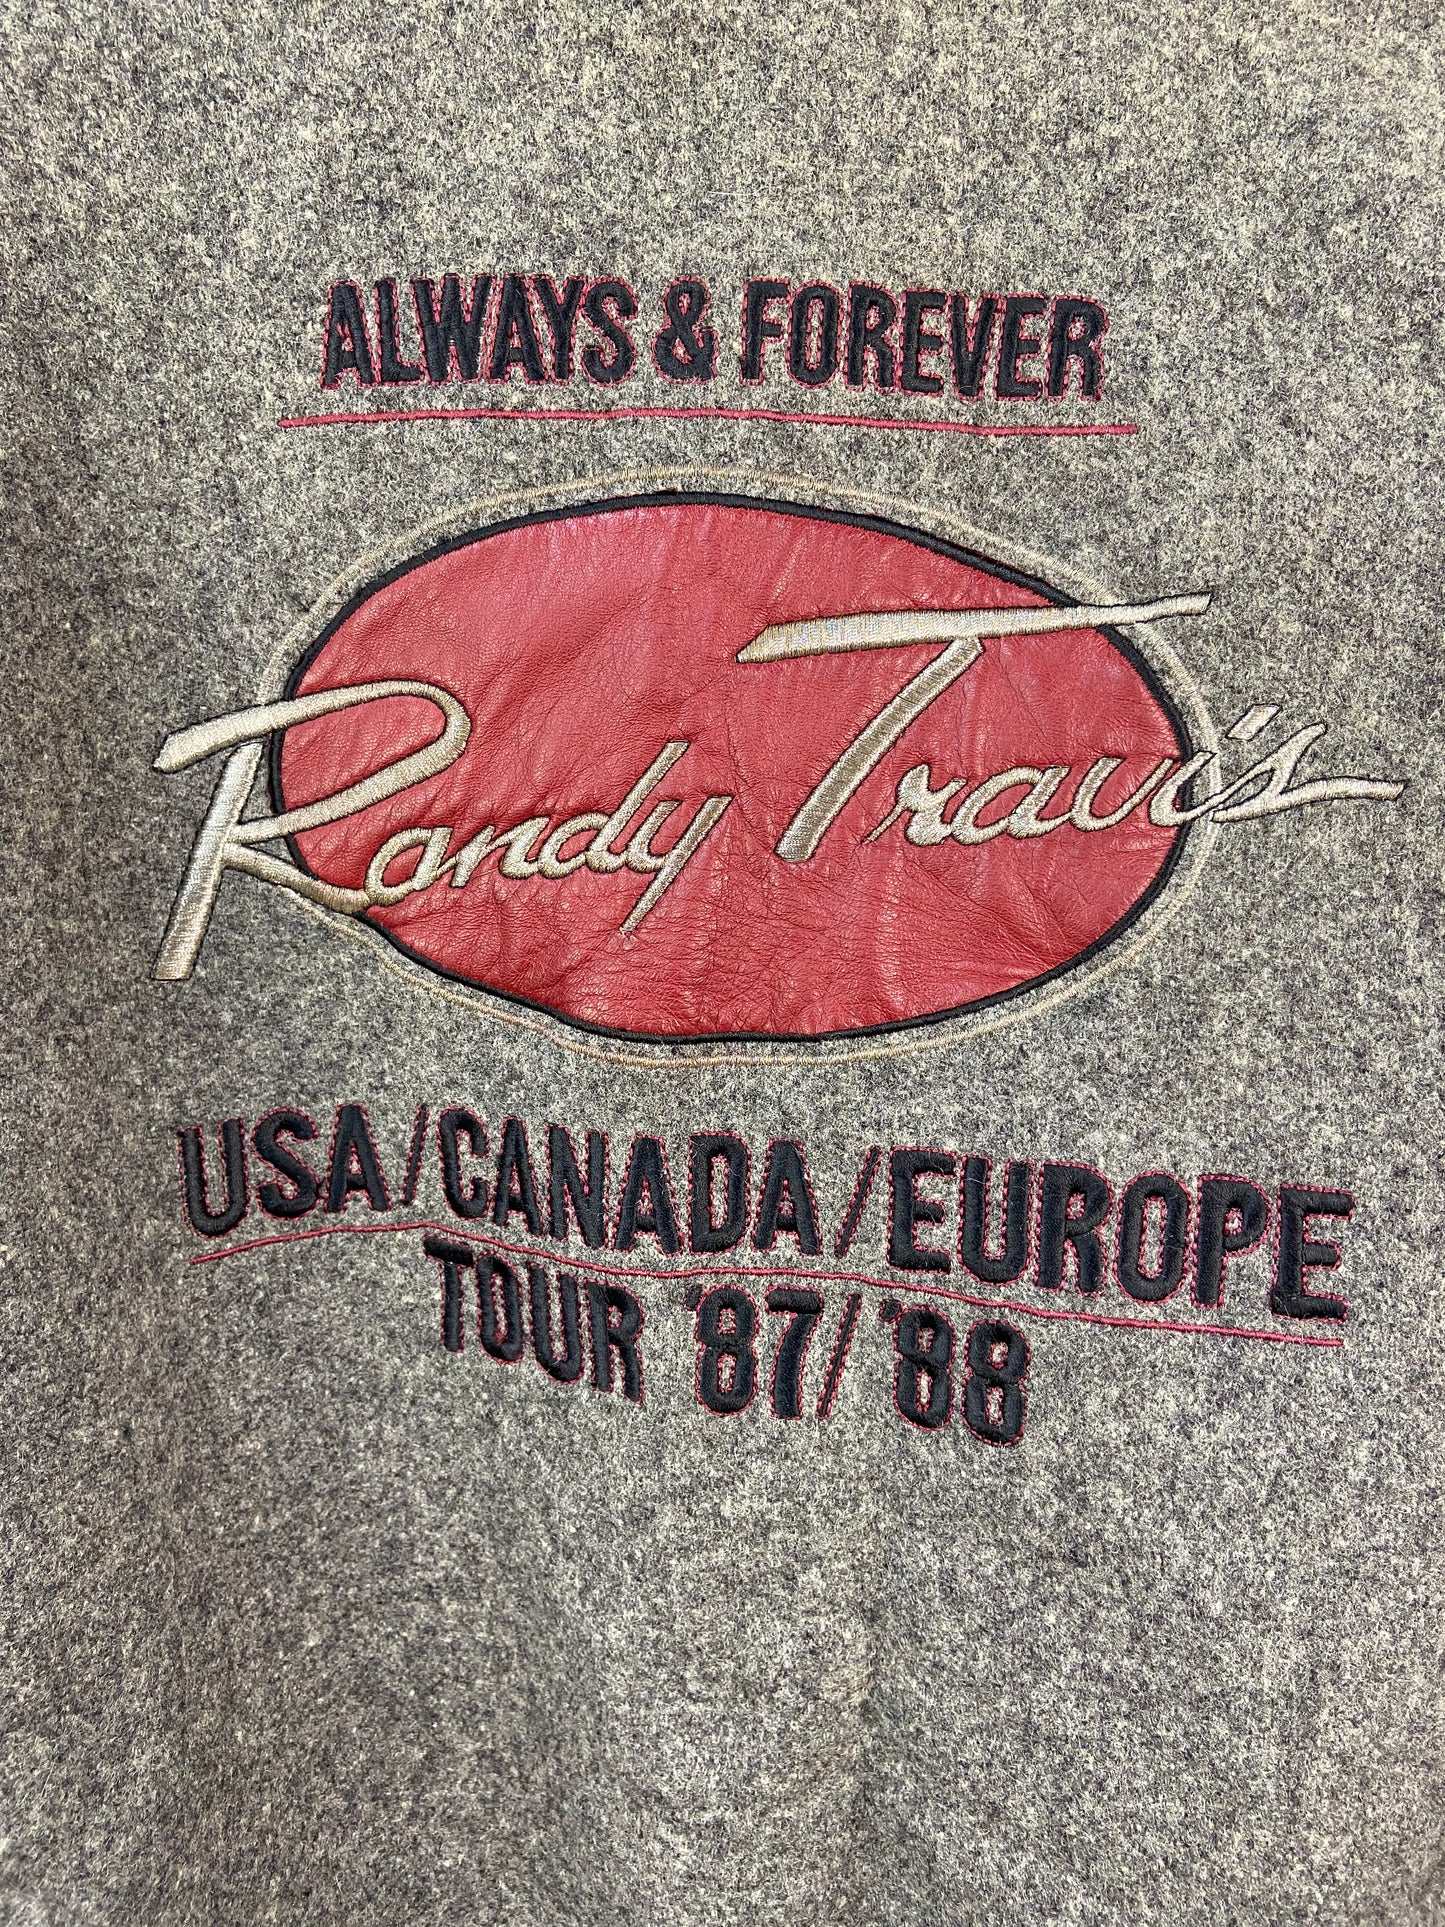 ALWAYS & FOREVER
Randy Travis
USA/CANADA/EUROPE
TOUR '87/'88